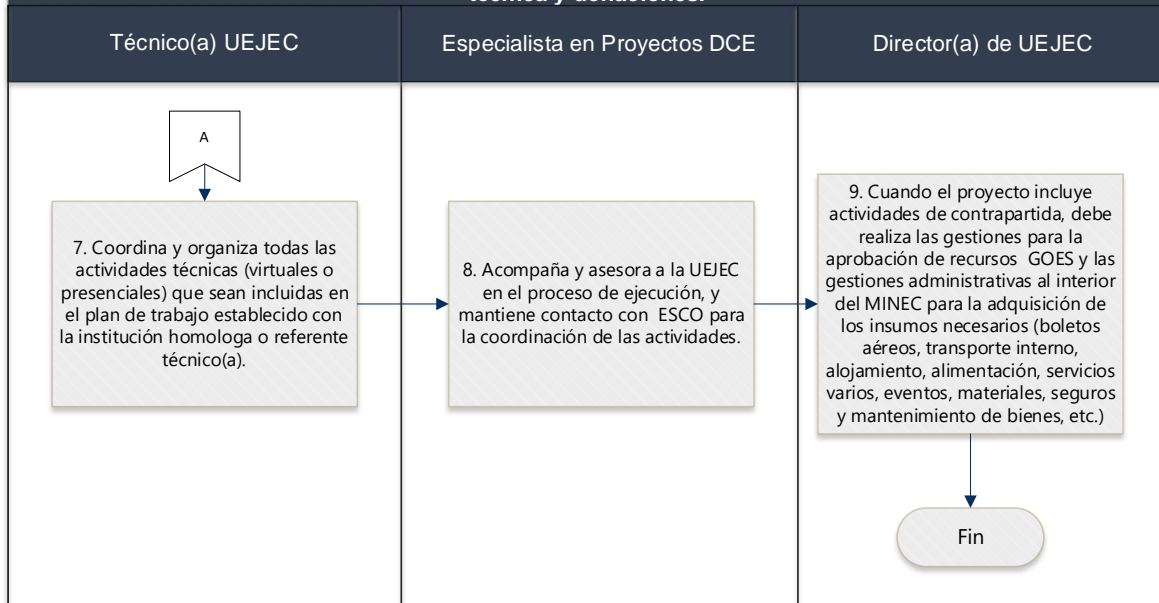 técnica y donaciones.
Técnico(a) UEJEC
Especialista en Proyectos DCE
Director(a) de UEJEC
A
7. Coordina y organiza todas las
actividades técnicas (virtuales o
presenciales) que sean incluidas en
el plan de trabajo establecido con
la institución homologa o referente
técnico(a).
8. Acompaña y asesora a la UEJEC
en el proceso de ejecución, y
mantiene contacto con ESCO para
la coordinación de las actividades.
9. Cuando el proyecto incluye
actividades de contrapartida, debe
realiza las gestiones para la
aprobación de recursos GOES y las
gestiones administrativas al interior
del MINEC para la adquisición de
los insumos necesarios (boletos
aéreos, transporte interno,
alojamiento, alimentación, servicios
varios, eventos, materiales, seguros
y mantenimiento de bienes, etc.)
Fin